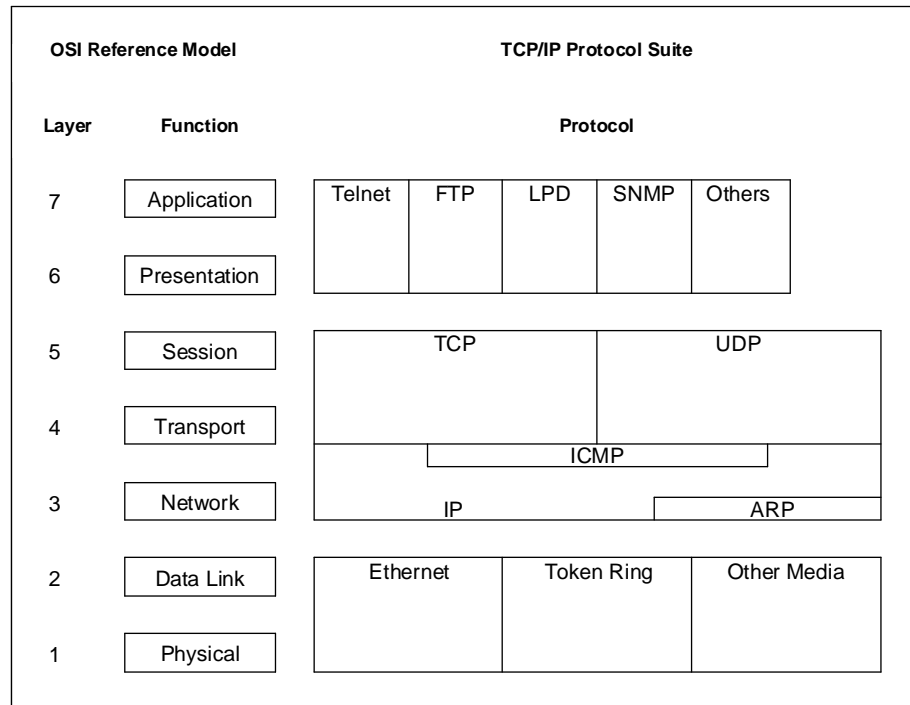 OSI Reference Model TCP/IP Protocol Suite
Layer Function Protocol
7 Application Telnet FTP LPD SNMP Others
6 Presentation
5 Session TCP UDP
4 Transport
ICMP
3 Network IP ARP
2 Data Link Ethernet Token Ring Other Media
1 Physical